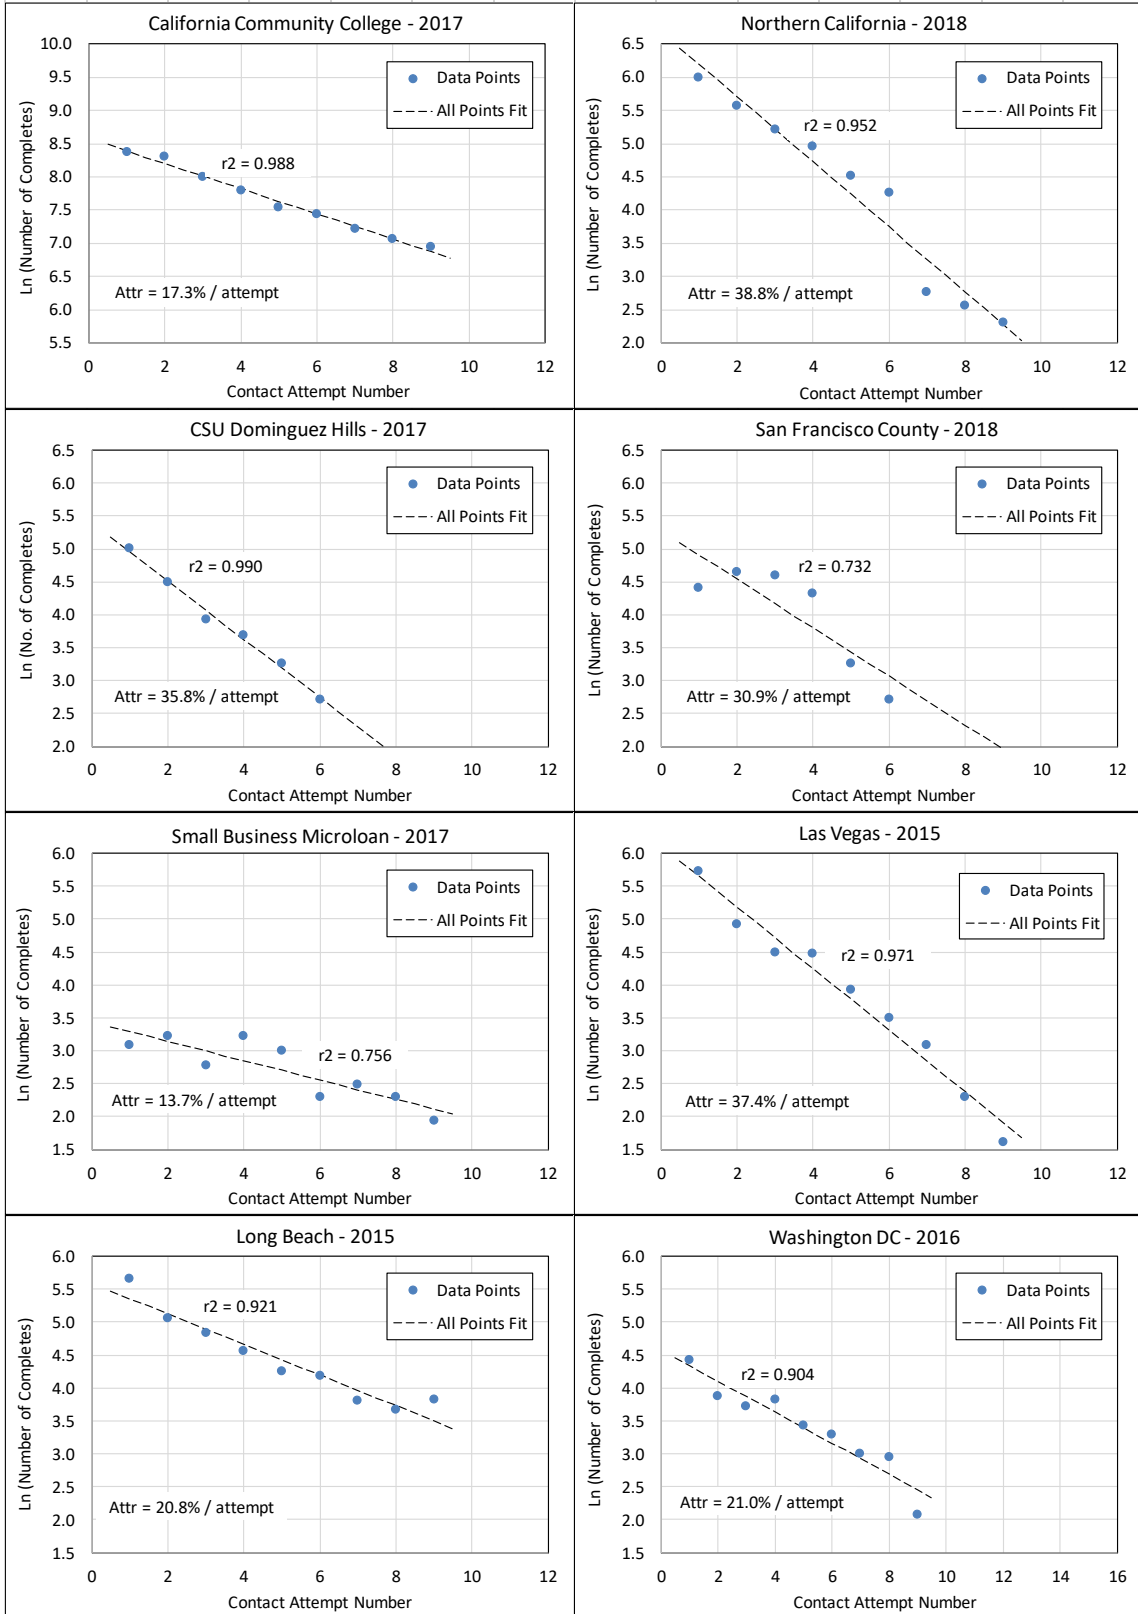 California Community College - 2017
10.0
9.5
9.0
8.5
8.0
7.5
7.0
6.5
6.0
5.5
Ln (Number of Completes)
Data Points
All Points Fit
r2 = 0.988
Attr = 17.3% / attempt
0 2 4 6 8 10 12
Contact Attempt Number
Northern California - 2018
6.5
6.0
5.5
5.0
4.5
4.0
3.5
3.0
2.5
2.0
Ln (Number of Completes)
Data Points
All Points Fit
r2 = 0.952
Attr = 38.8% / attempt
0 2 4 6 8 10 12
Contact Attempt Number
CSU Dominguez Hills - 2017
6.5
6.0
5.5
5.0
4.5
4.0
3.5
3.0
2.5
2.0
Ln (No. of Completes)
Data Points
All Points Fit
r2 = 0.990
Attr = 35.8% / attempt
0 2 4 6 8 10 12
Contact Attempt Number
San Francisco County - 2018
6.5
6.0
5.5
5.0
4.5
4.0
3.5
3.0
2.5
2.0
Ln (Number of Completes)
Data Points
All Points Fit
r2 = 0.732
Attr = 30.9% / attempt
0 2 4 6 8 10 12
Contact Attempt Number
Small Business Microloan - 2017
6.0
5.5
5.0
4.5
4.0
3.5
3.0
2.5
2.0
1.5
Ln (Number of Completes)
Data Points
All Points Fit
r2 = 0.756
Attr = 13.7% / attempt
0 2 4 6 8 10 12
Contact Attempt Number
Las Vegas - 2015
6.0
5.5
5.0
4.5
4.0
3.5
3.0
2.5
2.0
1.5
Ln (Number of Completes)
Data Points
All Points Fit
r2 = 0.971
Attr = 37.4% / attempt
0 2 4 6 8 10 12
Contact Attempt Number
Long Beach - 2015
6.0
5.5
5.0
4.5
4.0
3.5
3.0
2.5
2.0
1.5
Ln (Number of Completes)
Data Points
All Points Fit
r2 = 0.921
Attr = 20.8% / attempt
0 2 4 6 8 10 12
Contact Attempt Number
Washington DC - 2016
6.0
5.5
5.0
4.5
4.0
3.5
3.0
2.5
2.0
1.5
Ln (Number of Completes)
Data Points
All Points Fit
r2 = 0.904
Attr = 21.0% / attempt
0 2 4 6 8 10 12 14 16
Contact Attempt Number